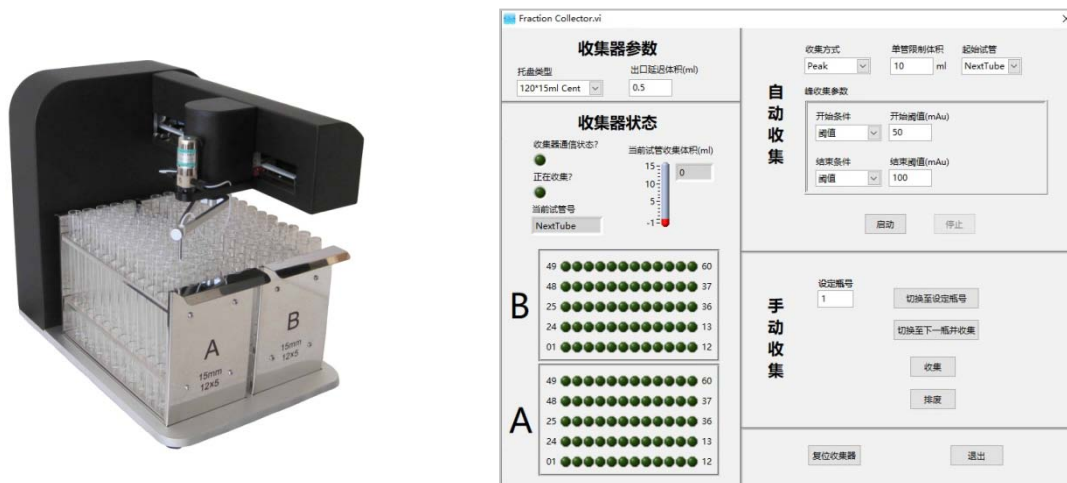 A
15mm
12×5
B
15mm
12×5
Fraction Collector.vi
收集器参数
托盘类型
出口延迟体积(ml)
120*15ml Cent
0.5
收集器状态
收集器通信状态?
当前试管收集体积(ml)
正在收集?
当前试管号
NextTube
15
10
5
-1
0
B
49
60
48
37
25
36
24
13
01
12
A
49
60
48
37
25
36
24
13
01
12
自动收集
收集方式
单管限制体积
起始试管
Peak
10
ml
NextTube
峰收集参数
开始条件
开始阈值(mAu)
阈值
50
结束条件
结束阈值(mAu)
阈值
100
启动
停止
手动收集
设定瓶号
1
切换至设定瓶号
切换至下一瓶并收集
收集
排废
复位收集器
退出